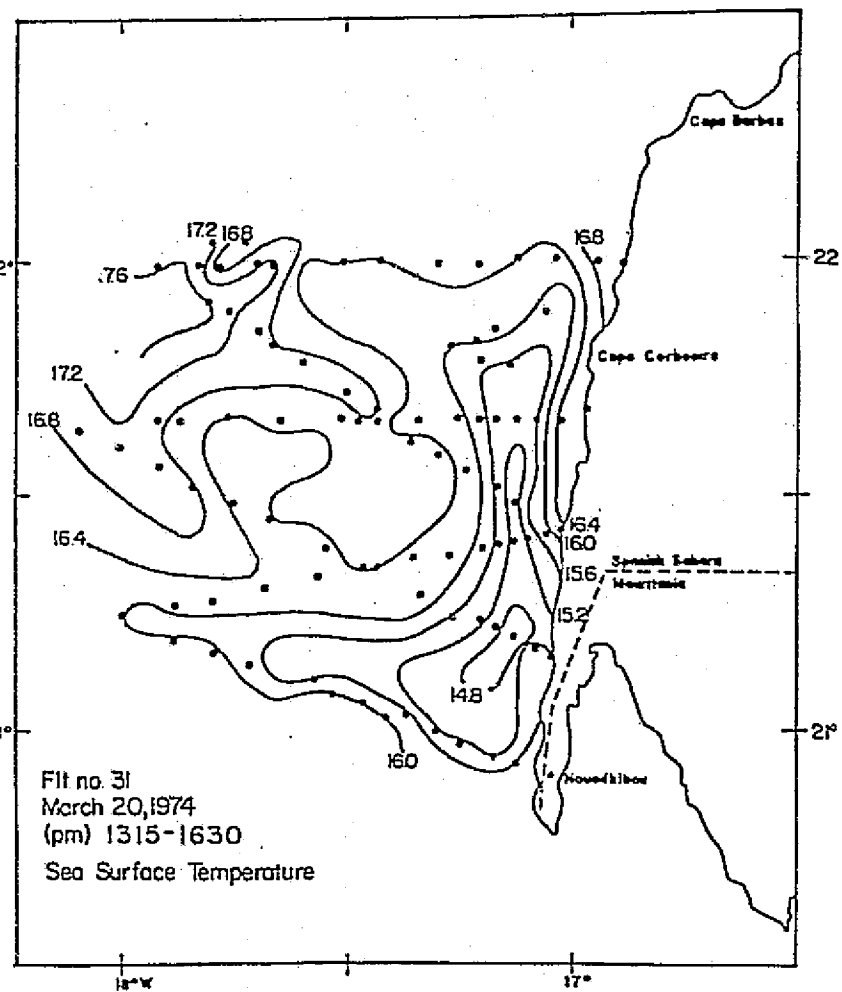 Cape Barbas
17.2 16.8
16.8
22
17.6
Cape Corbeiro
17.2
16.8
16.4
16.4
16.0
Spanish Sahara
15.6
Mauritania
15.2
14.8
16.0
21°
Nouadhibou
Flt no. 31
March 20, 1974
(pm) 1315-1630
Sea Surface Temperature
18°W
17°